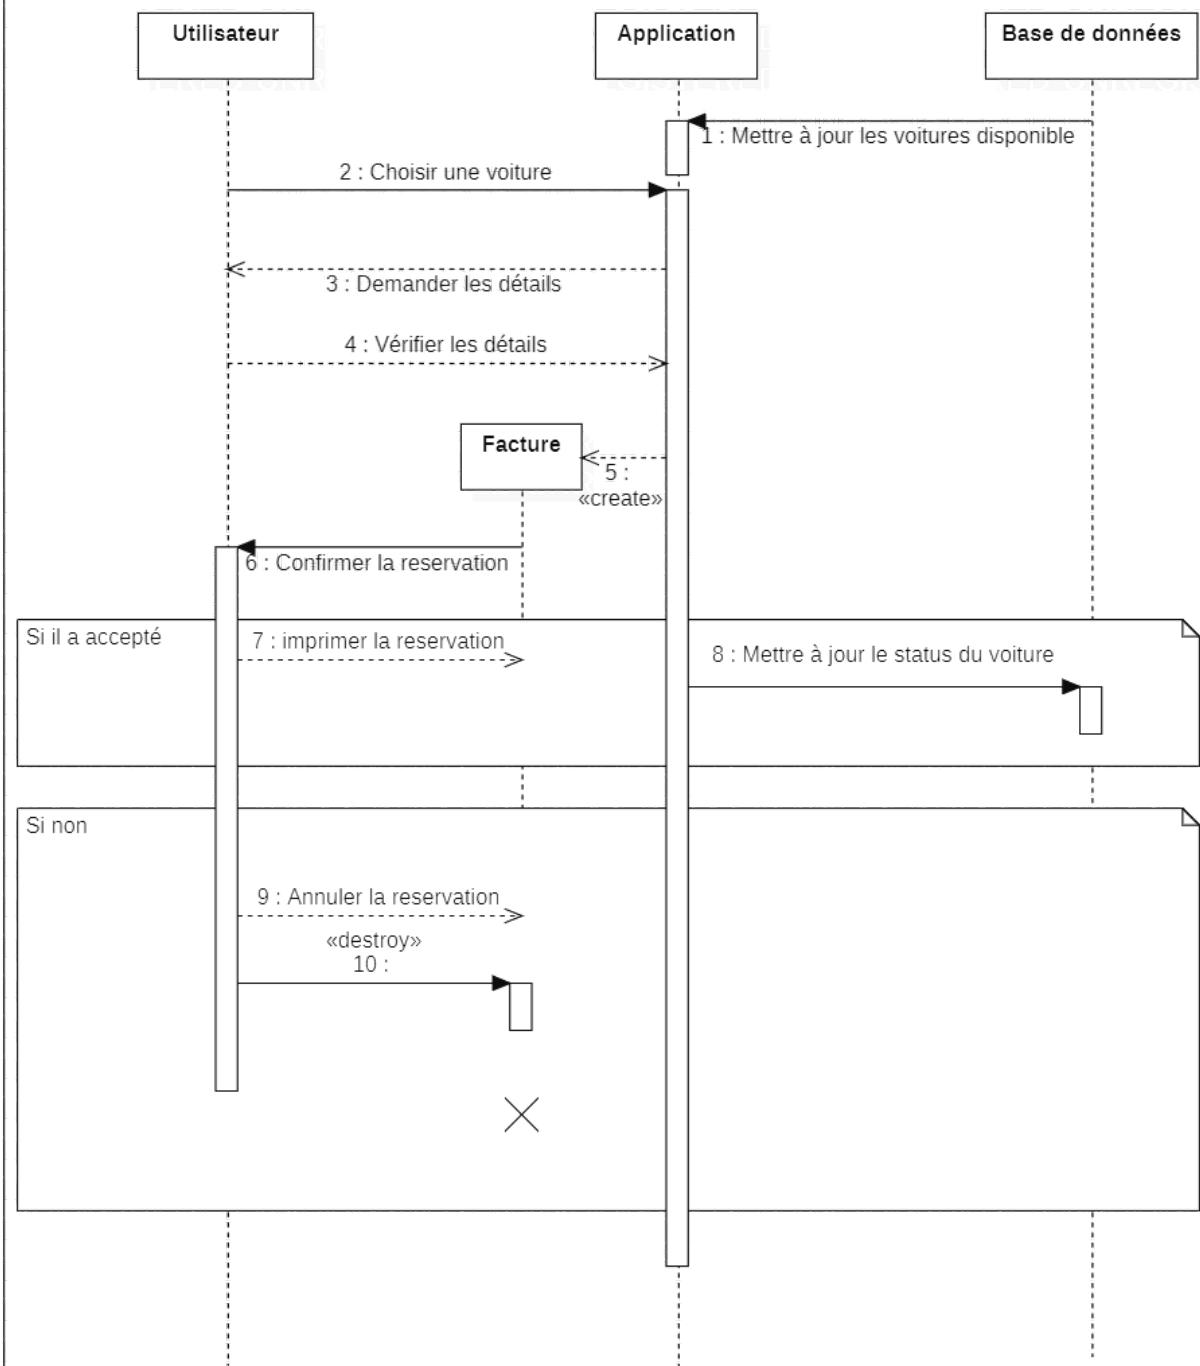 Utilisateur
Application
Base de données
1 : Mettre à jour les voitures disponible
2 : Choisir une voiture
3 : Demander les détails
4 : Vérifier les détails
Facture
5 :
«create»
6 : Confirmer la reservation
Si il a accepté
7 : imprimer la reservation
8 : Mettre à jour le status du voiture
Si non
9 : Annuler la reservation
«destroy»
10 :